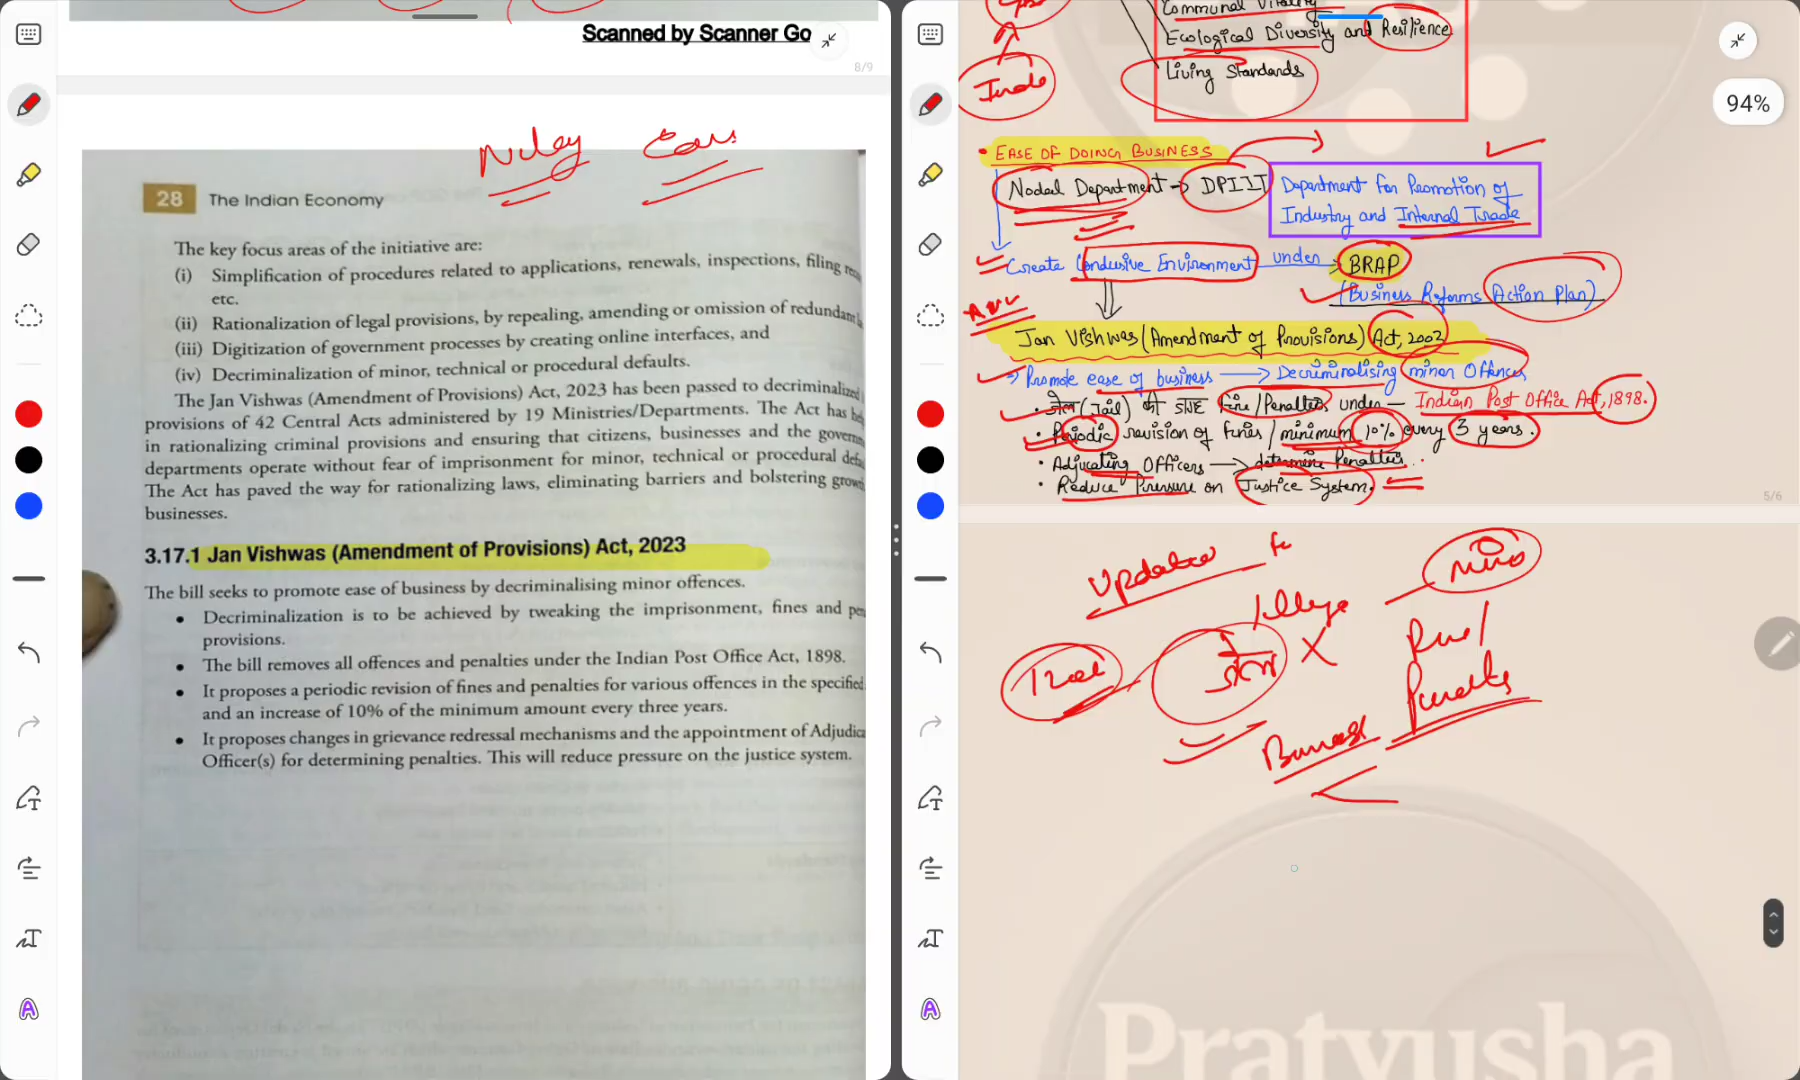 Scanned by Scanner Go
8/9
28 The Indian Economy
The key focus areas of the initiative are:
(i) Simplification of procedures related to applications, renewals, inspections, filing
etc.
(ii) Rationalization of legal provisions, by repealing, amending or omission of redundant
(iii) Digitization of government processes by creating online interfaces, and
(iv) Decriminalization of minor, technical or procedural defaults.
The Jan Vishwas (Amendment of Provisions) Act, 2023 has been passed to decriminalized
provisions of 42 Central Acts administered by 19 Ministries/Departments. The Act has
in rationalizing criminal provisions and ensuring that citizens, businesses and the
departments operate without fear of imprisonment for minor, technical or procedural
The Act has paved the way for rationalizing laws, eliminating barriers and bolstering
businesses.
3.17.1 Jan Vishwas (Amendment of Provisions) Act, 2023
The bill seeks to promote ease of business by decriminalising minor offences.
• Decriminalization is to be achieved by tweaking the imprisonment, fines and
provisions.
• The bill removes all offences and penalties under the Indian Post Office Act, 1898.
• It proposes a periodic revision of fines and penalties for various offences in the specified
and an increase of 10% of the minimum amount every three years.
• It proposes changes in grievance redressal mechanisms and the appointment of
Officer(s) for determining penalties. This will reduce pressure on the justice system.
94%
Communal Vitality
Ecological Diversity and Resilience
Living Standards
Trade
• EASE OF DOING BUSINESS
Nodal Department → DPIIT Department For Promotion of
Industry and Internal Trade
Create Conducive Environment under → BRAP
(Business Reforms Action Plan)
Jan Vishwas (Amendment of Provisions) Act, 2002
⇒ Promote ease of business → Decriminalising minor Offences
• जेल (Jail) की जगह Fine/Penalties under — Indian Post Office Act, 1898.
• Periodic revision of fines / minimum 10% every 3 years.
• Adjucating Officers → determine Penalties.
• Reduce Pressure on Justice System.
5/6
Pratyusha